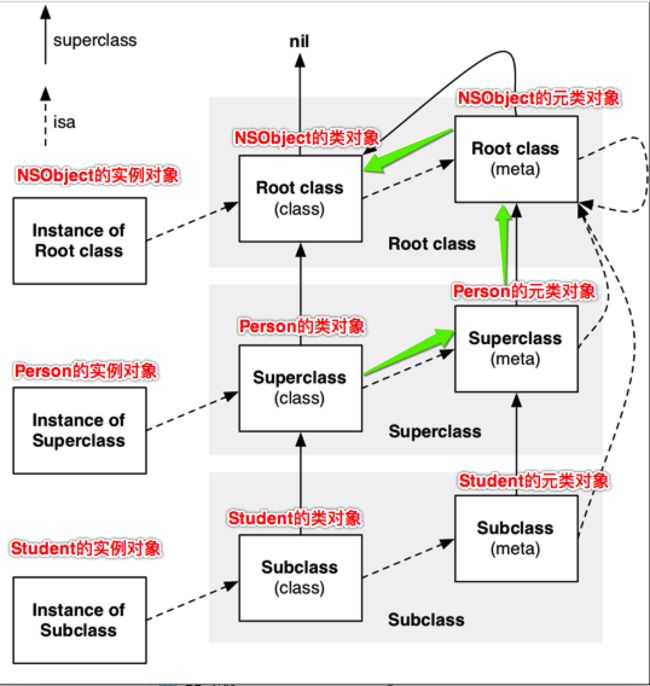 superclass
nil
NSObject的元类对象
isa
NSObject的类对象
Root class
(meta)
NSObject的实例对象
Root class
(class)
Instance of
Root class
Root class
Person的元类对象
Person的类对象
Superclass
(meta)
Person的实例对象
Superclass
(class)
Instance of
Superclass
Superclass
Student的元类对象
Student的类对象
Subclass
(meta)
Student的实例对象
Subclass
(class)
Instance of
Subclass
Subclass